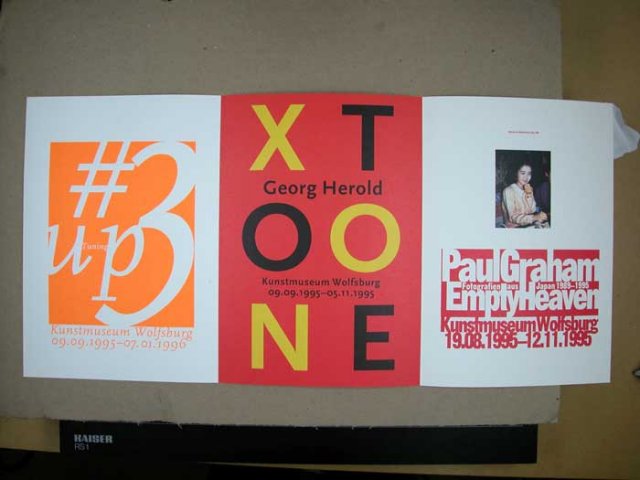 #3
up
Tuning
Kunstmuseum Wolfsburg
09.09.1995–07.01.1996
X T
Georg Herold
O O
Kunstmuseum Wolfsburg
09.09.1995–05.11.1995
N E
Paul Graham
Fotografien aus Japan 1989–1995
Empty Heaven
Kunstmuseum Wolfsburg
19.08.1995–12.11.1995
KAISER
RS1